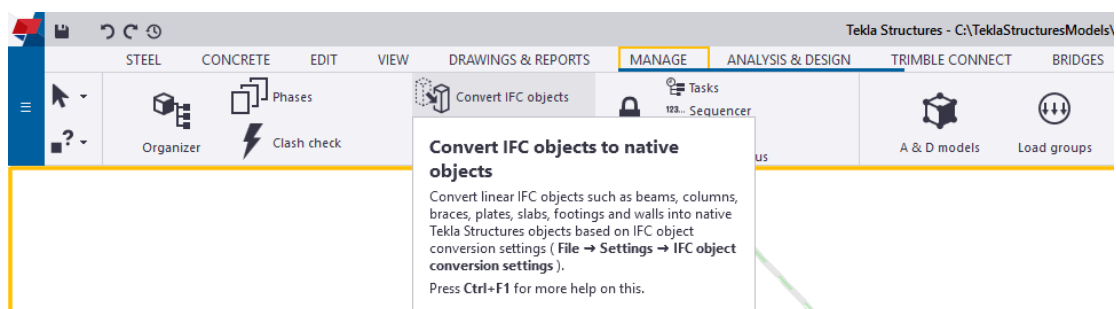 Tekla Structures - C:\TeklaStructuresModels\
STEEL CONCRETE EDIT VIEW DRAWINGS & REPORTS MANAGE ANALYSIS & DESIGN TRIMBLE CONNECT BRIDGES
Organizer
Phases
Clash check
Convert IFC objects
Tasks
123... Sequencer
us
A & D models
Load groups
Convert IFC objects to native
objects
Convert linear IFC objects such as beams, columns,
braces, plates, slabs, footings and walls into native
Tekla Structures objects based on IFC object
conversion settings ( File → Settings → IFC object
conversion settings ).
Press Ctrl+F1 for more help on this.